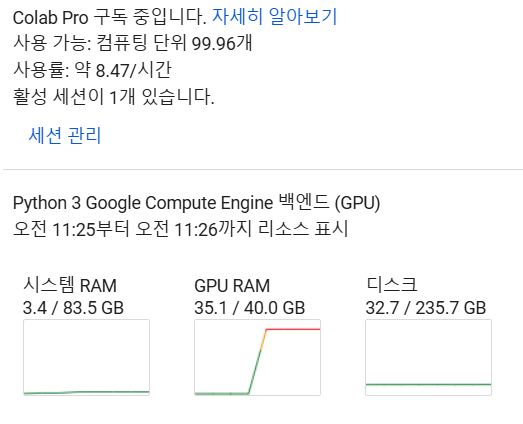 Colab Pro 구독 중입니다. 자세히 알아보기
사용 가능: 컴퓨팅 단위 99.96개
사용률: 약 8.47/시간
활성 세션이 1개 있습니다.
세션 관리
Python 3 Google Compute Engine 백엔드 (GPU)
오전 11:25부터 오전 11:26까지 리소스 표시
시스템 RAM
3.4 / 83.5 GB
GPU RAM
35.1 / 40.0 GB
디스크
32.7 / 235.7 GB